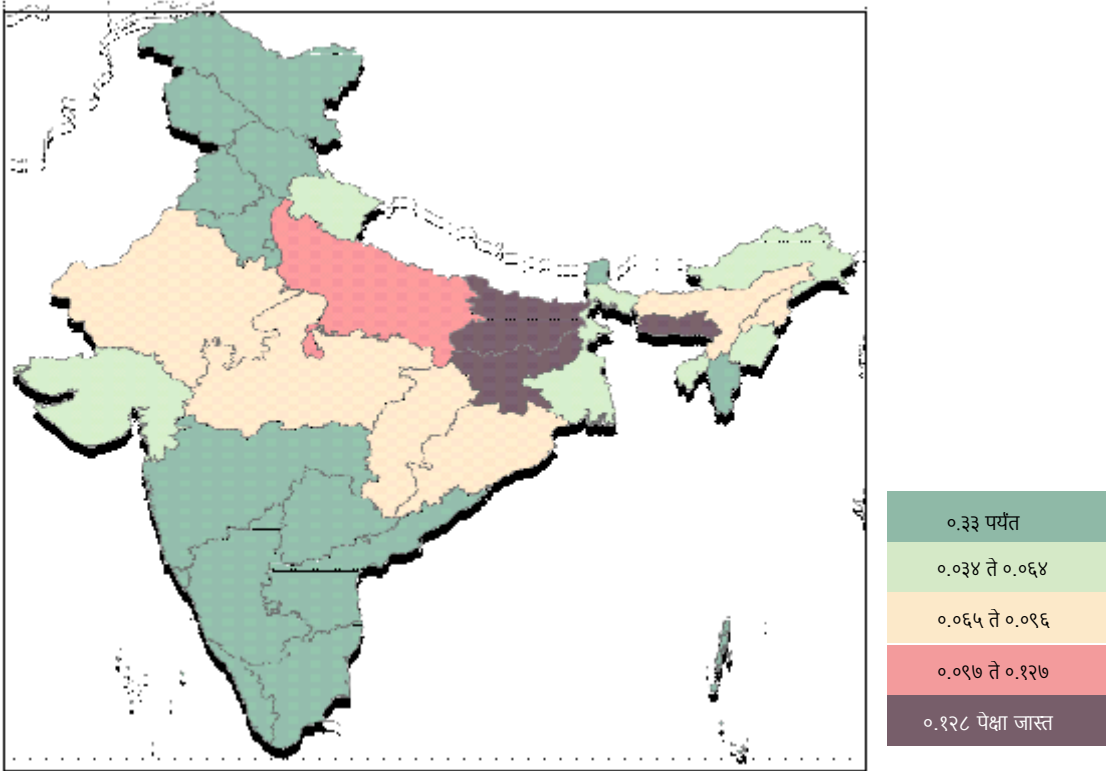 ०.३३ पर्यंत
०.०३४ ते ०.०६४
०.०६५ ते ०.०९६
०.०९७ ते ०.१२७
०.१२८ पेक्षा जास्त